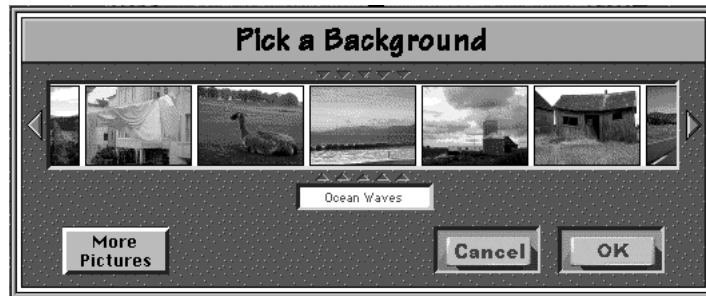 Pick a Background
Ocean Waves
More
Pictures
Cancel
OK